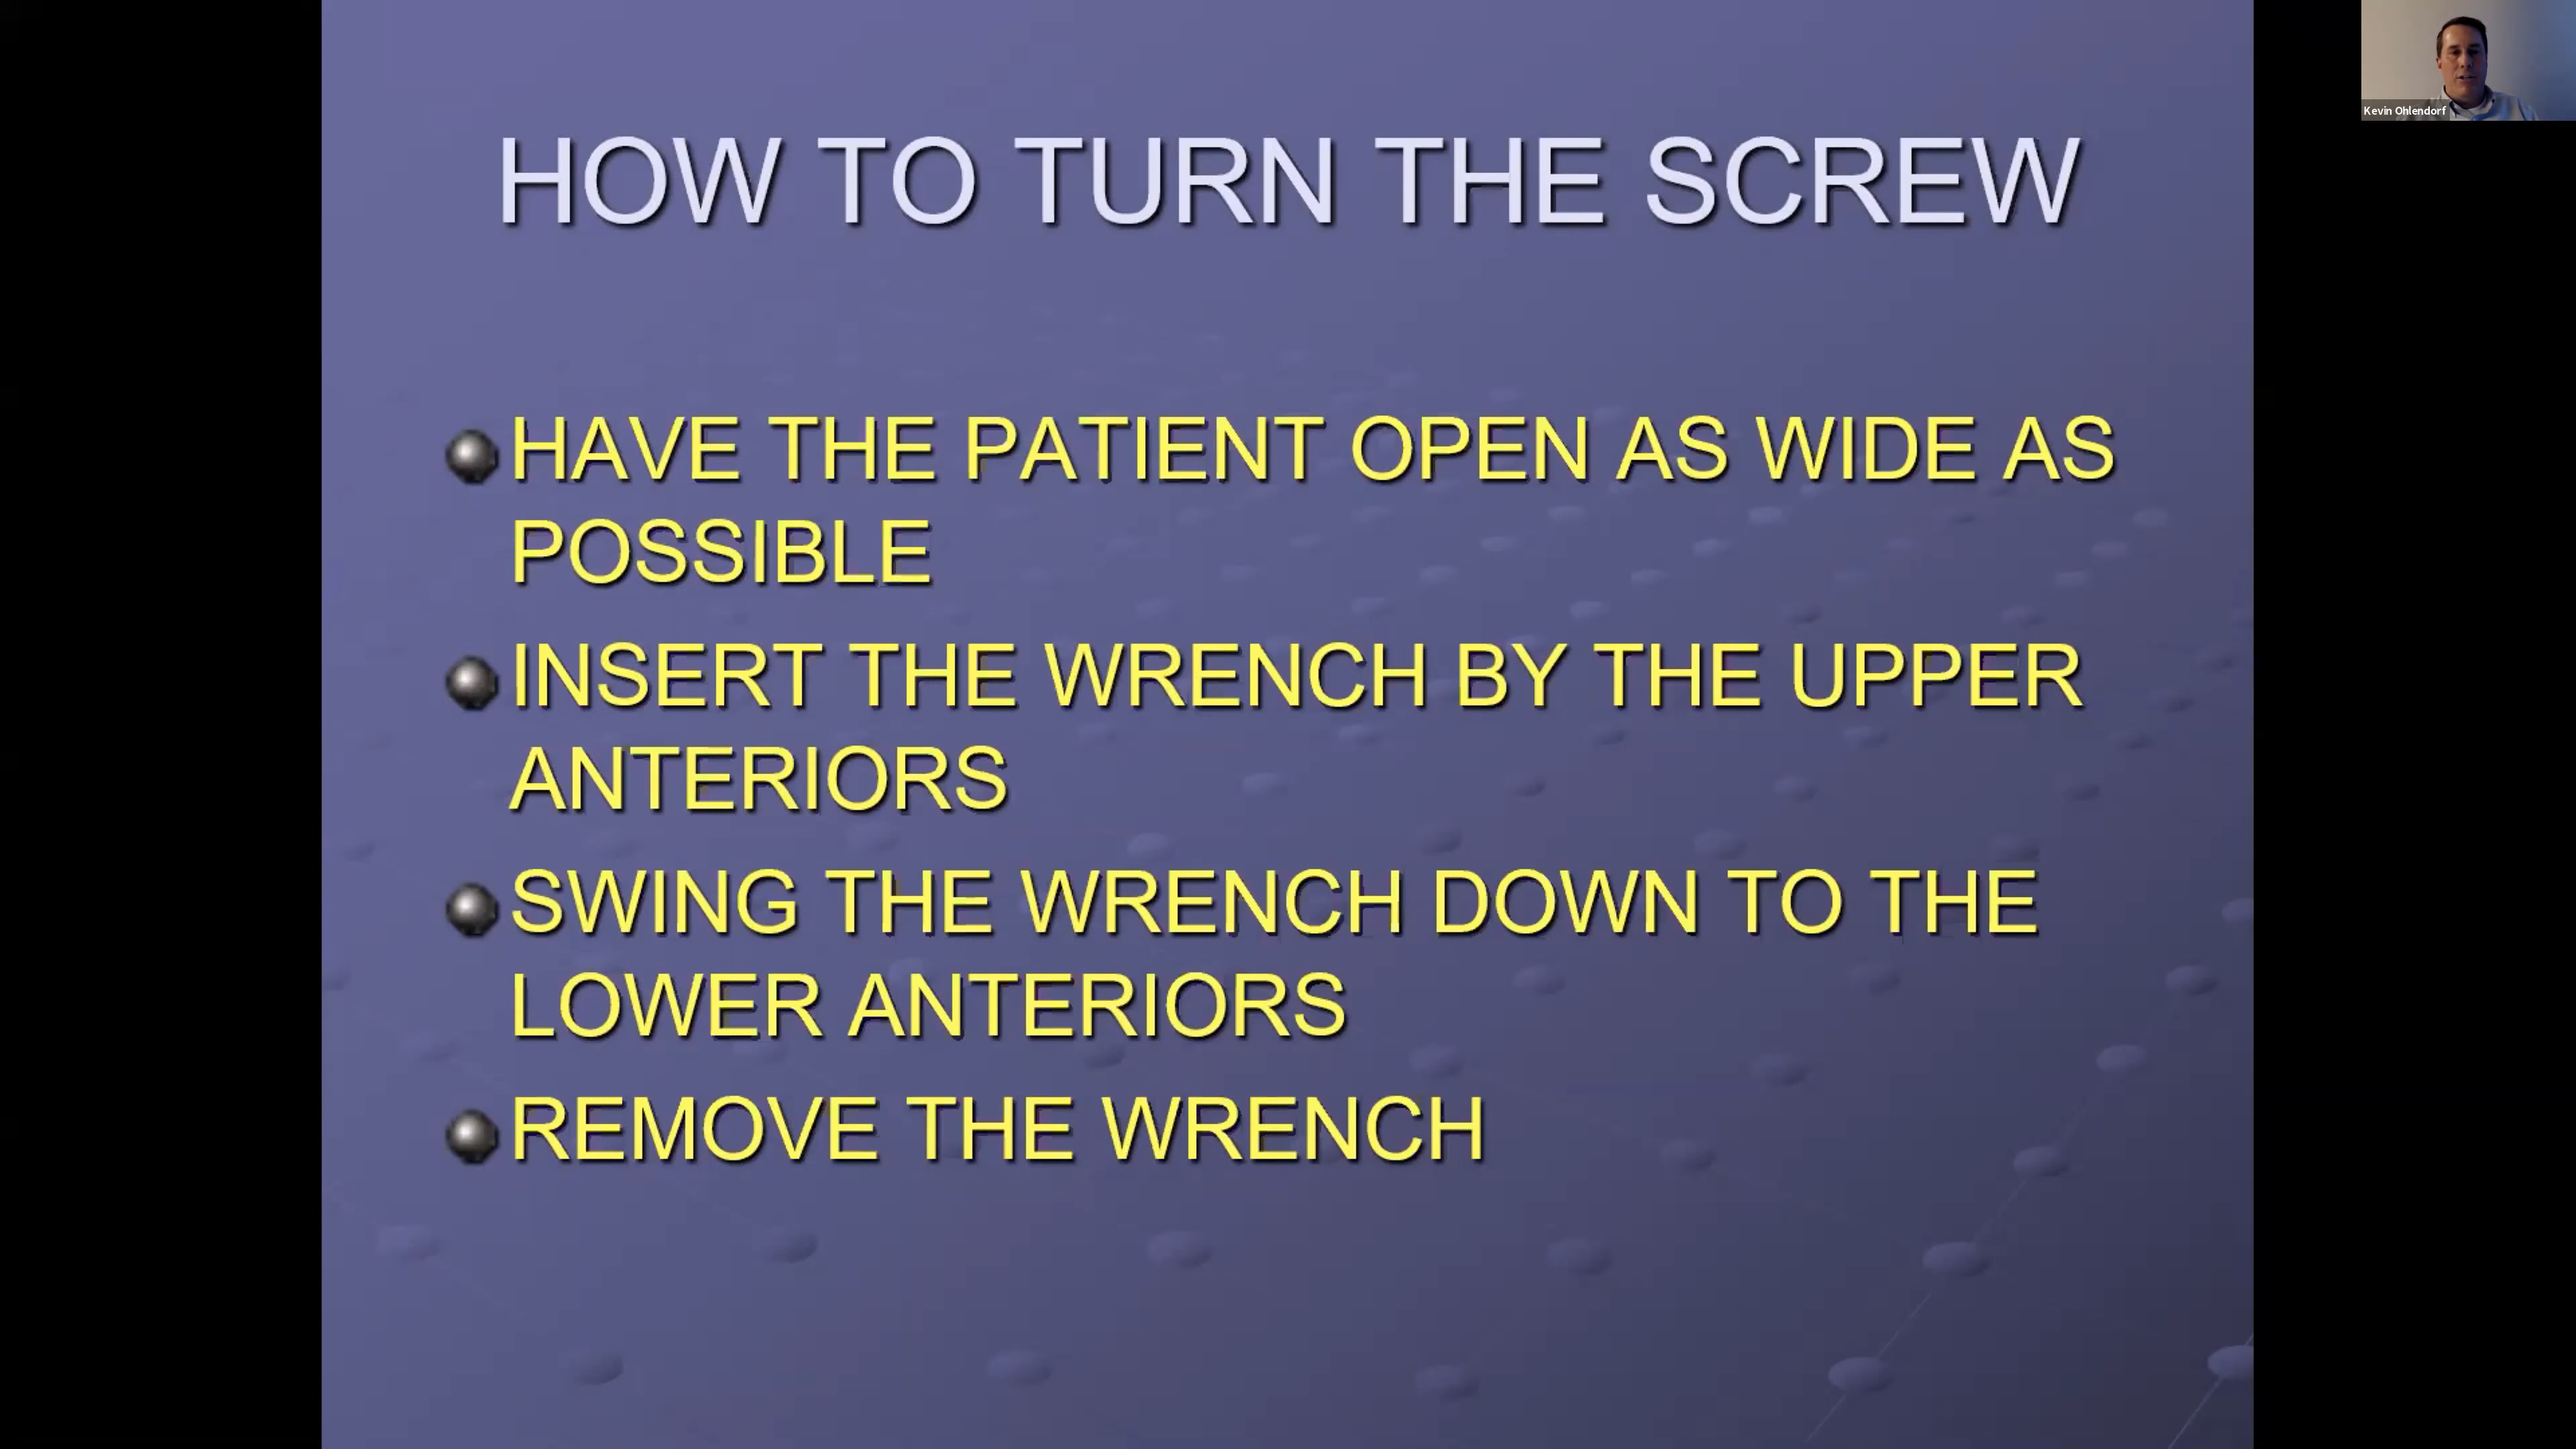 Kevin Ohlendorf
HOW TO TURN THE SCREW
HAVE THE PATIENT OPEN AS WIDE AS
POSSIBLE
INSERT THE WRENCH BY THE UPPER
ANTERIORS
SWING THE WRENCH DOWN TO THE
LOWER ANTERIORS
REMOVE THE WRENCH